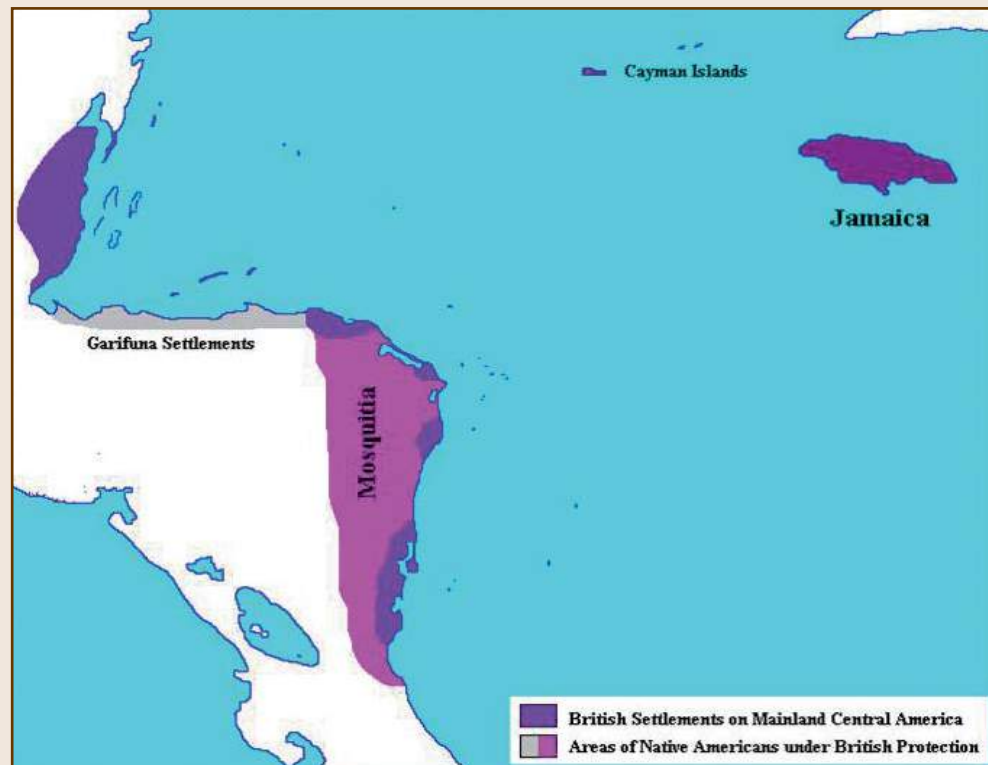 Cayman Islands
Jamaica
Garifuna Settlements
Mosquitia
British Settlements on Mainland Central America
Areas of Native Americans under British Protection